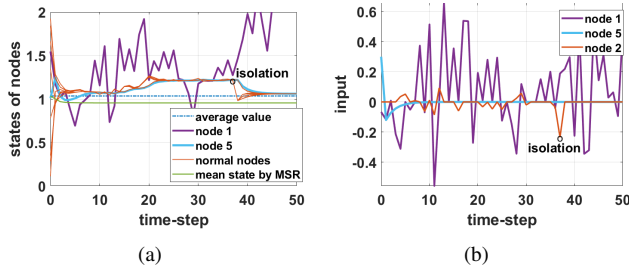 states of nodes
2
1.5
1
0.5
0
isolation
average value
node 1
node 5
normal nodes
mean state by MSR
0 10 20 30 40 50
time-step
(a)
input
0.6
0.4
0.2
0
-0.2
-0.4
node 1
node 5
node 2
isolation
0 10 20 30 40 50
time-step
(b)